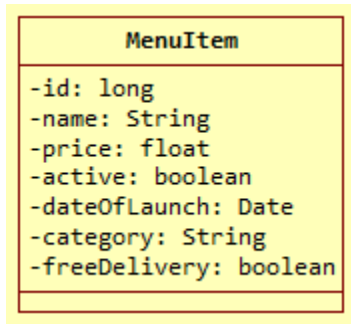 MenuItem
-id: long
-name: String
-price: float
-active: boolean
-dateOfLaunch: Date
-category: String
-freeDelivery: boolean